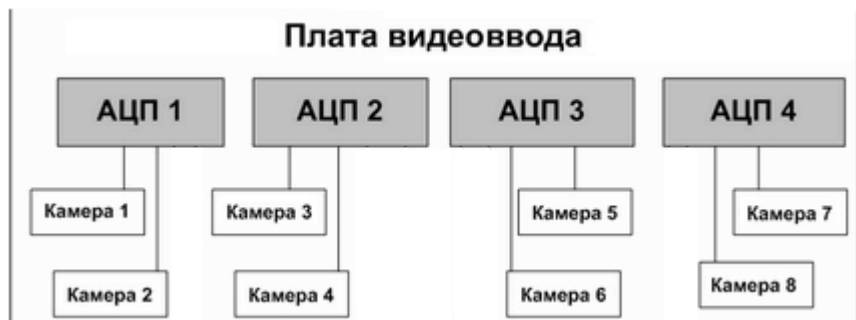 Плата видеоввода
АЦП 1 АЦП 2 АЦП 3 АЦП 4
Камера 1 Камера 3 Камера 5 Камера 7
Камера 2 Камера 4 Камера 6 Камера 8